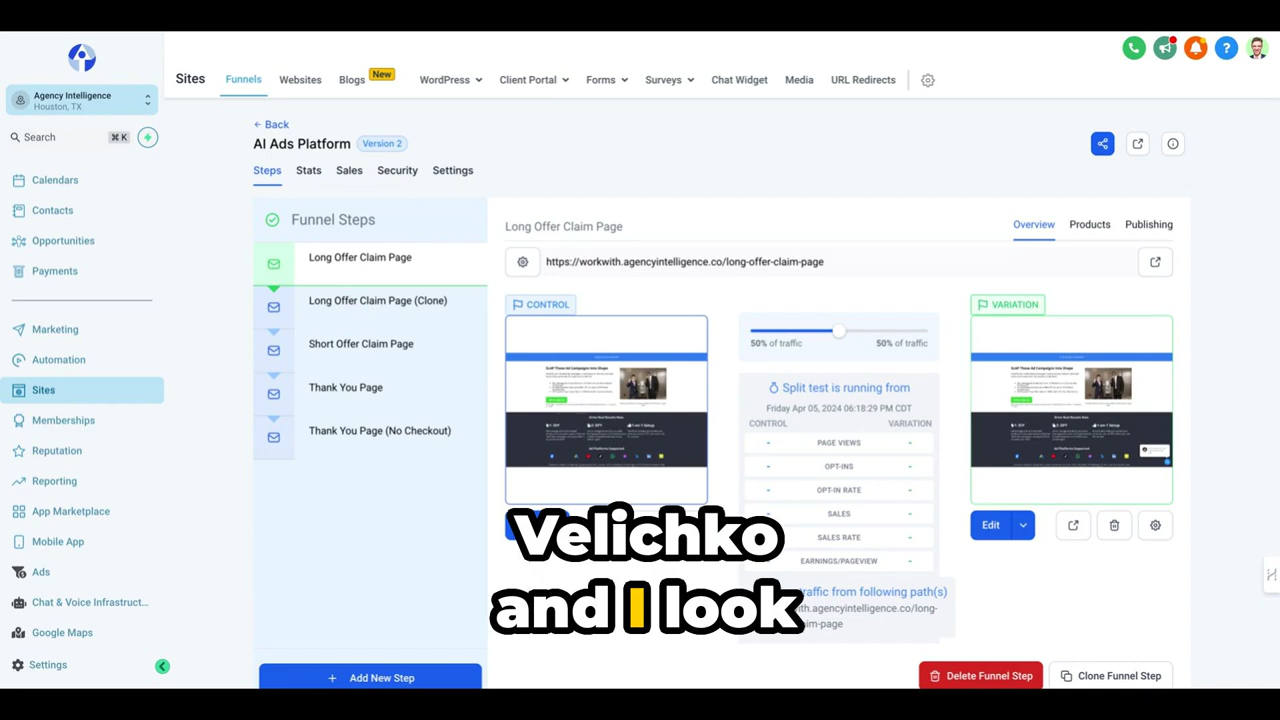 Agency Intelligence
Houston, TX
Search
⌘ K
Calendars
Contacts
Opportunities
Payments
Marketing
Automation
Sites
Memberships
Reputation
Reporting
App Marketplace
Mobile App
Ads
Chat & Voice Infrastruct...
Google Maps
Settings
Sites
Funnels
Websites
Blogs
New
WordPress
Client Portal
Forms
Surveys
Chat Widget
Media
URL Redirects
← Back
AI Ads Platform
Version 2
Steps
Stats
Sales
Security
Settings
Funnel Steps
Long Offer Claim Page
Long Offer Claim Page (Clone)
Short Offer Claim Page
Thank You Page
Thank You Page (No Checkout)
+ Add New Step
Long Offer Claim Page
Overview
Products
Publishing
https://workwith.agencyintelligence.co/long-offer-claim-page
CONTROL
50% of traffic
50% of traffic
Split test is running from
Friday Apr 05, 2024 06:18:29 PM CDT
CONTROL
VARIATION
- PAGE VIEWS -
- OPT-INS -
- OPT-IN RATE -
- SALES -
- SALES RATE -
- EARNINGS/PAGEVIEW -
traffic from following path(s)
.agencyintelligence.co/long-
VARIATION
Edit
Delete Funnel Step
Clone Funnel Step
Velichko
and I look